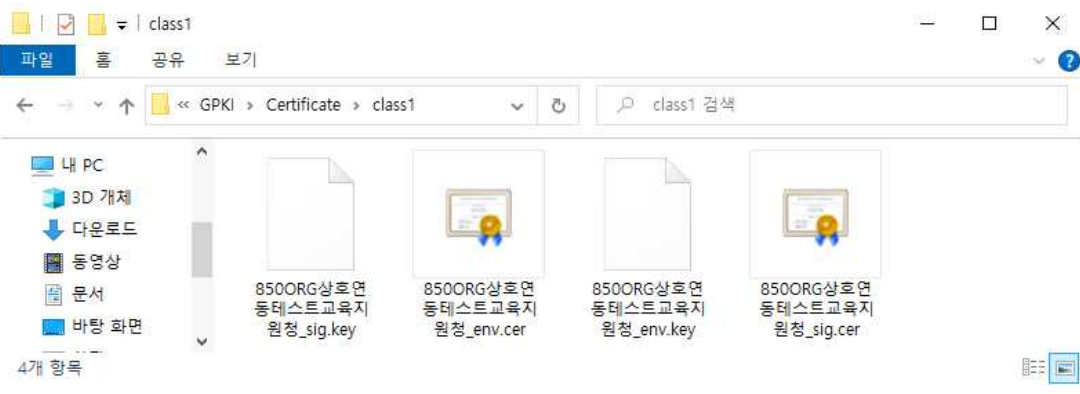 class1
파일 홈 공유 보기
« GPKI › Certificate › class1
class1 검색
내 PC
3D 개체
다운로드
동영상
문서
바탕 화면
850ORG상호연
동테스트교육지
원청_sig.key
850ORG상호연
동테스트교육지
원청_env.cer
850ORG상호연
동테스트교육지
원청_env.key
850ORG상호연
동테스트교육지
원청_sig.cer
4개 항목